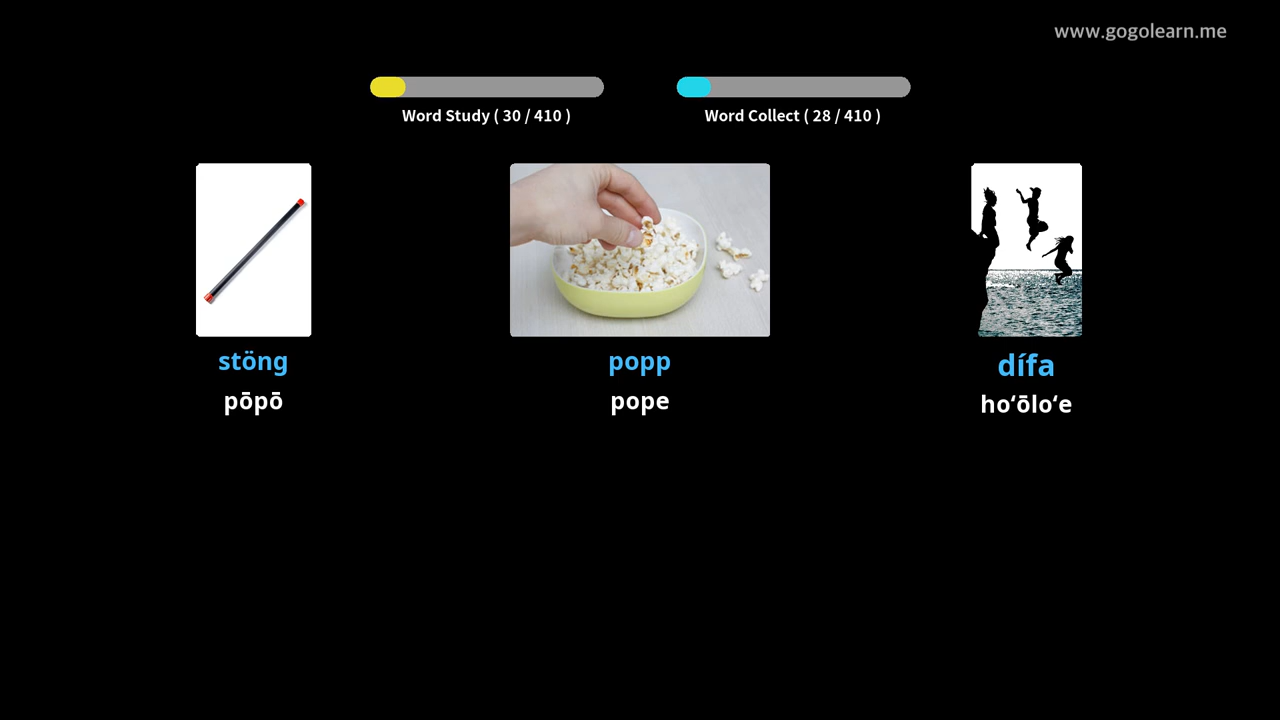 www.gogolearn.me
Word Study ( 30 / 410 )
Word Collect ( 28 / 410 )
stöng
popp
dífa
pōpō
pope
hoʻōloʻe